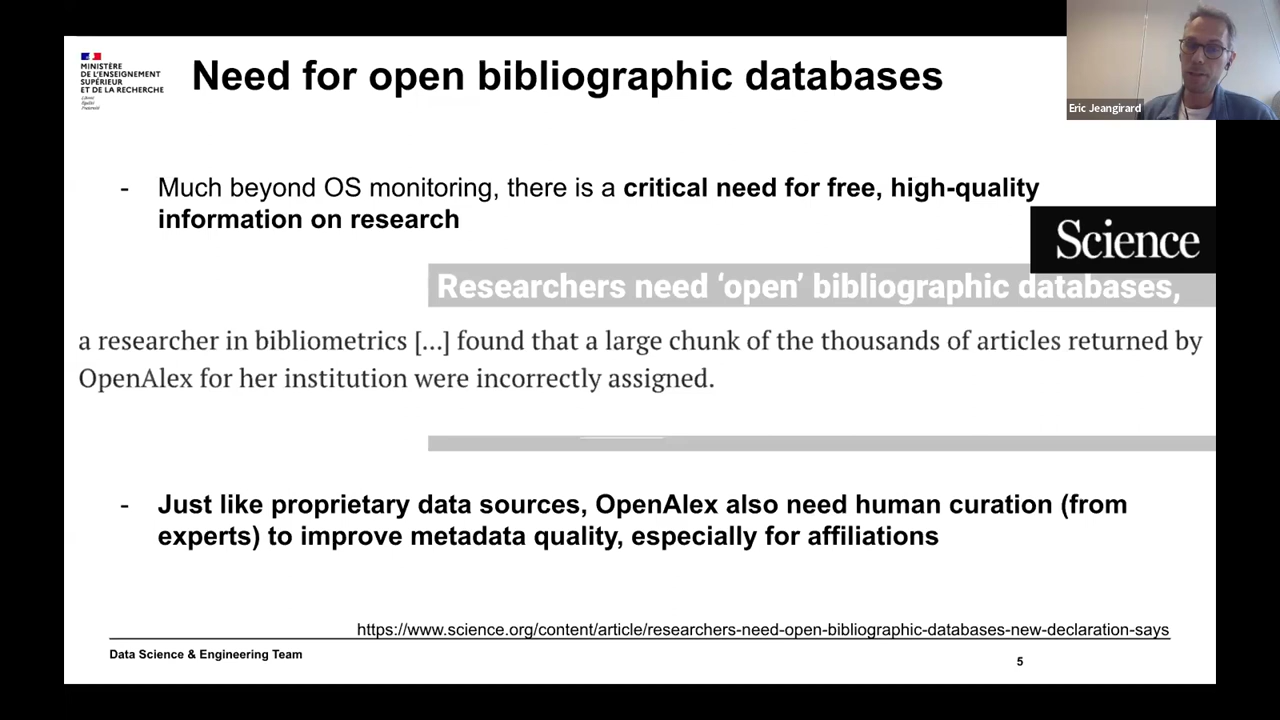 MINISTÈRE
DE L'ENSEIGNEMENT
SUPÉRIEUR
ET DE LA RECHERCHE
Liberté
Égalité
Fraternité
Need for open bibliographic databases
Eric Jeangirard
- Much beyond OS monitoring, there is a critical need for free, high-quality
information on research
Science
Researchers need ‘open’ bibliographic databases,
a researcher in bibliometrics [...] found that a large chunk of the thousands of articles returned by
OpenAlex for her institution were incorrectly assigned.
- Just like proprietary data sources, OpenAlex also need human curation (from
experts) to improve metadata quality, especially for affiliations
https://www.science.org/content/article/researchers-need-open-bibliographic-databases-new-declaration-says
Data Science & Engineering Team
5